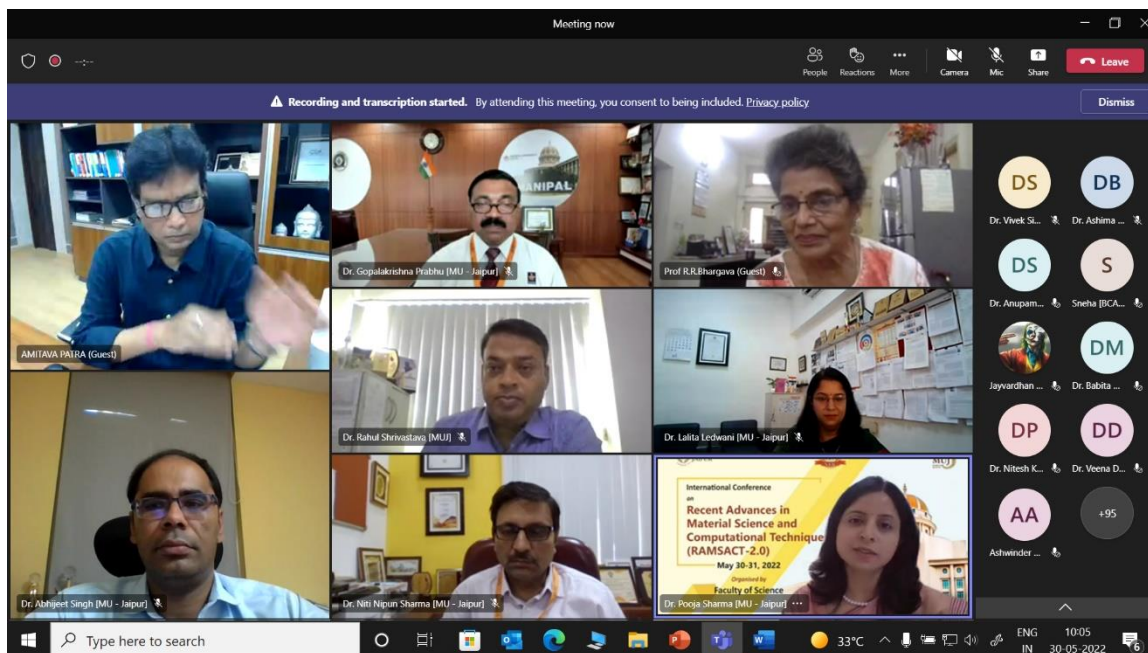 Meeting now
People
Reactions
More
Camera
Mic
Share
Leave
Recording and transcription started. By attending this meeting, you consent to being included. Privacy policy
Dismiss
AMITAVA PATRA (Guest)
MANIPAL
Dr. Gopalakrishna Prabhu [MU - Jaipur]
Prof R.R.Bhargava (Guest)
Dr. Rahul Shrivastava [MUJ]
Dr. Lalita Ledwani [MU - Jaipur]
Dr. Abhijeet Singh [MU - Jaipur]
Dr. Niti Nipun Sharma [MU - Jaipur]
MUJ
International Conference
on
Recent Advances in
Material Science and
Computational Technique
(RAMSACT-2.0)
May 30-31, 2022
Organised by
Faculty of Science
Dr. Pooja Sharma [MU - Jaipur] ...
DS
DB
Dr. Vivek Si...
Dr. Ashima ...
DS
S
Dr. Anupam...
Sneha [BCA...
DM
Jayvardhan ...
Dr. Babita ...
DP
DD
Dr. Nitesh K...
Dr. Veena D...
AA
+95
Ashwinder ...
Type here to search
33°C
ENG
IN
10:05
30-05-2022
6